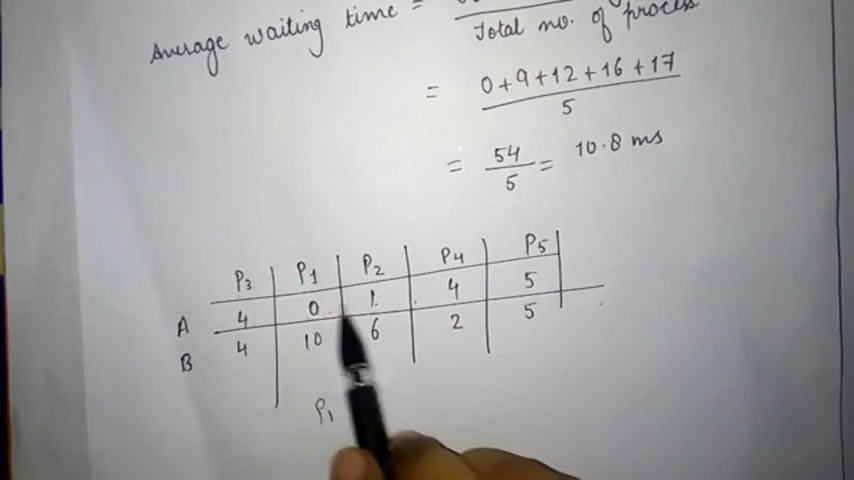 Average waiting time =
Total no. of process
= 0+9+12+16+17
5
= 54 = 10.8 ms
5
P3 P1 P2 P4 P5
A 4 0 1 4 5
B 4 10 6 2 5
P1